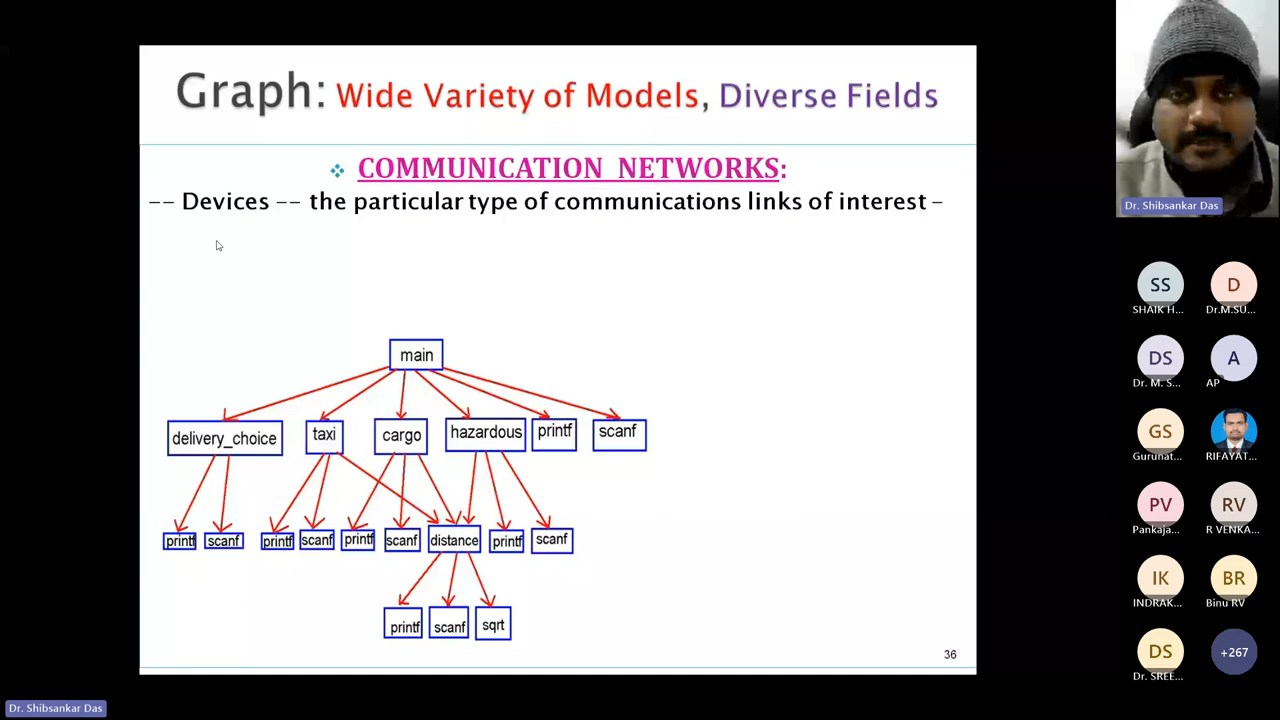 Graph: Wide Variety of Models, Diverse Fields
❖ COMMUNICATION NETWORKS:
-- Devices -- the particular type of communications links of interest –
main
delivery_choice
taxi
cargo
hazardous
printf
scanf
printf
scanf
printf
scanf
printf
scanf
distance
printf
scanf
printf
scanf
sqrt
36
Dr. Shibsankar Das
SS
SHAIK H...
D
Dr.M.SU...
DS
Dr. M. S...
A
AP
GS
Gurunat...
RIFAYAT...
PV
Pankaja...
RV
R VENKA...
IK
INDRAK...
BR
Binu RV
DS
Dr. SREE...
+267
Dr. Shibsankar Das